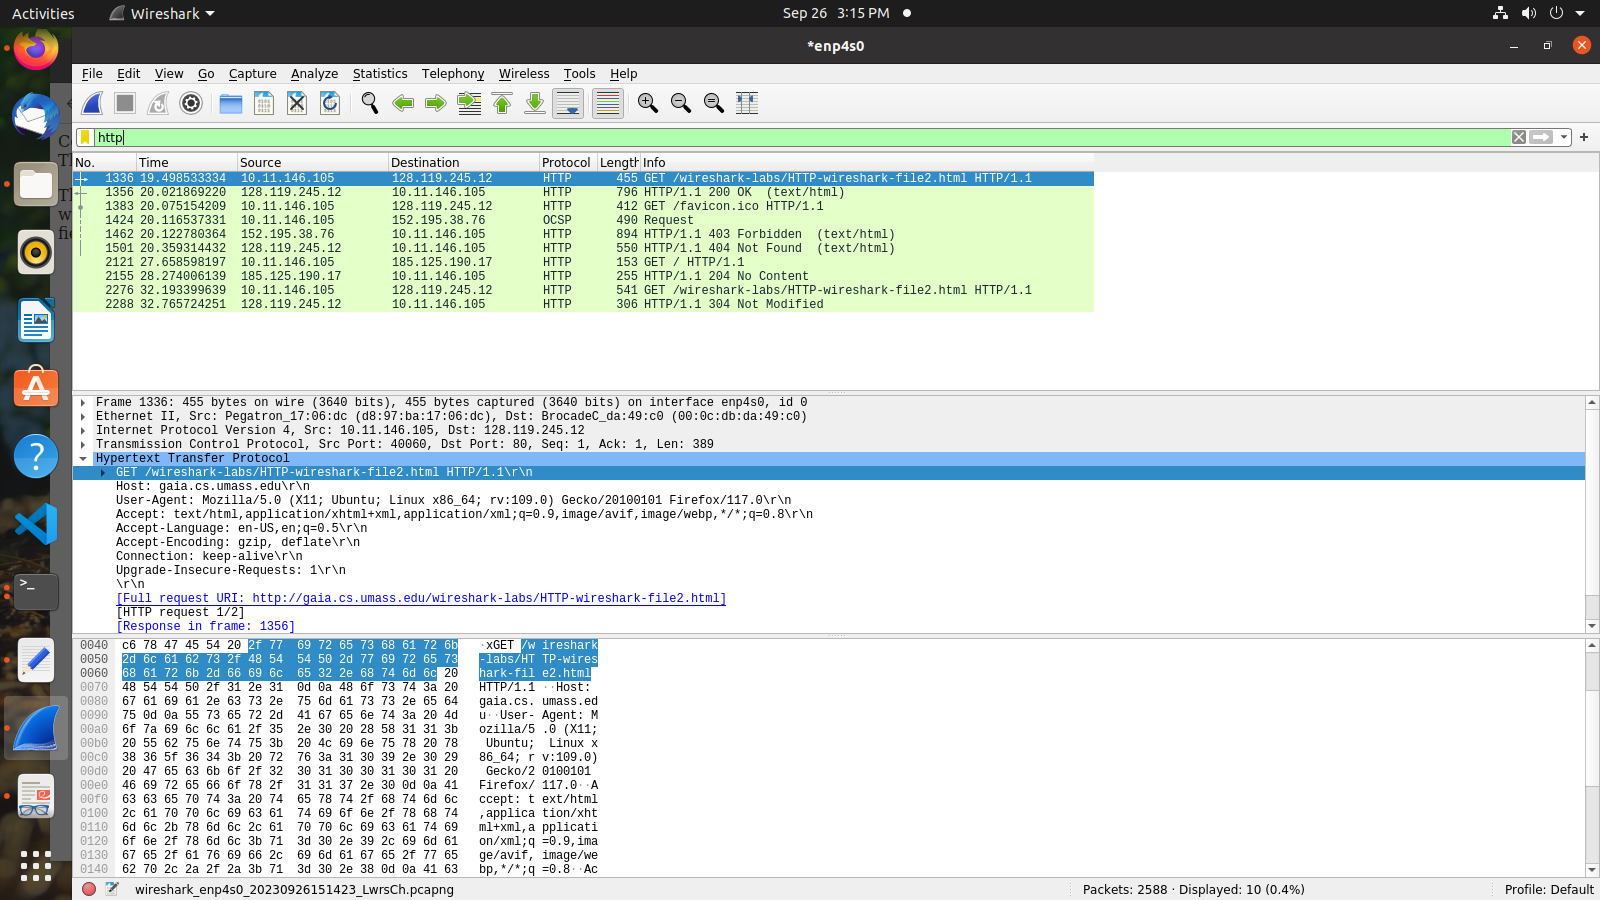 Activities Wireshark Sep 26 3:15 PM
*enp4s0
File Edit View Go Capture Analyze Statistics Telephony Wireless Tools Help
http
No. Time Source Destination Protocol Length Info
1336 19.498533334 10.11.146.105 128.119.245.12 HTTP 455 GET /wireshark-labs/HTTP-wireshark-file2.html HTTP/1.1
1356 20.021869220 128.119.245.12 10.11.146.105 HTTP 796 HTTP/1.1 200 OK (text/html)
1383 20.075154209 10.11.146.105 128.119.245.12 HTTP 412 GET /favicon.ico HTTP/1.1
1424 20.116537331 10.11.146.105 152.195.38.76 OCSP 490 Request
1462 20.122780364 152.195.38.76 10.11.146.105 HTTP 894 HTTP/1.1 403 Forbidden (text/html)
1501 20.359314432 128.119.245.12 10.11.146.105 HTTP 550 HTTP/1.1 404 Not Found (text/html)
2121 27.658598197 10.11.146.105 185.125.190.17 HTTP 153 GET / HTTP/1.1
2155 28.274006139 185.125.190.17 10.11.146.105 HTTP 255 HTTP/1.1 204 No Content
2276 32.193399639 10.11.146.105 128.119.245.12 HTTP 541 GET /wireshark-labs/HTTP-wireshark-file2.html HTTP/1.1
2288 32.765724251 128.119.245.12 10.11.146.105 HTTP 306 HTTP/1.1 304 Not Modified
Frame 1336: 455 bytes on wire (3640 bits), 455 bytes captured (3640 bits) on interface enp4s0, id 0
Ethernet II, Src: Pegatron_17:06:dc (d8:97:ba:17:06:dc), Dst: BrocadeC_da:49:c0 (00:0c:db:da:49:c0)
Internet Protocol Version 4, Src: 10.11.146.105, Dst: 128.119.245.12
Transmission Control Protocol, Src Port: 40060, Dst Port: 80, Seq: 1, Ack: 1, Len: 389
Hypertext Transfer Protocol
GET /wireshark-labs/HTTP-wireshark-file2.html HTTP/1.1\r\n
Host: gaia.cs.umass.edu\r\n
User-Agent: Mozilla/5.0 (X11; Ubuntu; Linux x86_64; rv:109.0) Gecko/20100101 Firefox/117.0\r\n
Accept: text/html,application/xhtml+xml,application/xml;q=0.9,image/avif,image/webp,*/*;q=0.8\r\n
Accept-Language: en-US,en;q=0.5\r\n
Accept-Encoding: gzip, deflate\r\n
Connection: keep-alive\r\n
Upgrade-Insecure-Requests: 1\r\n
\r\n
[Full request URI: http://gaia.cs.umass.edu/wireshark-labs/HTTP-wireshark-file2.html]
[HTTP request 1/2]
[Response in frame: 1356]
0040 c6 78 47 45 54 20 2f 77 69 72 65 73 68 61 72 6b ·xGET /w ireshark
0050 2d 6c 61 62 73 2f 48 54 54 50 2d 77 69 72 65 73 -labs/HT TP-wires
0060 68 61 72 6b 2d 66 69 6c 65 32 2e 68 74 6d 6c 20 hark-fil e2.html
0070 48 54 54 50 2f 31 2e 31 0d 0a 48 6f 73 74 3a 20 HTTP/1.1 ··Host:
0080 67 61 69 61 2e 63 73 2e 75 6d 61 73 73 2e 65 64 gaia.cs. umass.ed
0090 75 0d 0a 55 73 65 72 2d 41 67 65 6e 74 3a 20 4d u··User- Agent: M
00a0 6f 7a 69 6c 6c 61 2f 35 2e 30 20 28 58 31 31 3b ozilla/5 .0 (X11;
00b0 20 55 62 75 6e 74 75 3b 20 4c 69 6e 75 78 20 78 Ubuntu; Linux x
00c0 38 36 5f 36 34 3b 20 72 76 3a 31 30 39 2e 30 29 86_64; r v:109.0)
00d0 20 47 65 63 6b 6f 2f 32 30 31 30 30 31 30 31 20 Gecko/2 0100101
00e0 46 69 72 65 66 6f 78 2f 31 31 37 2e 30 0d 0a 41 Firefox/ 117.0··A
00f0 63 63 65 70 74 3a 20 74 65 78 74 2f 68 74 6d 6c ccept: t ext/html
0100 2c 61 70 70 6c 69 63 61 74 69 6f 6e 2f 78 68 74 ,applica tion/xht
0110 6d 6c 2b 78 6d 6c 2c 61 70 70 6c 69 63 61 74 69 ml+xml,a pplicati
0120 6f 6e 2f 78 6d 6c 3b 71 3d 30 2e 39 2c 69 6d 61 on/xml;q =0.9,ima
0130 67 65 2f 61 76 69 66 2c 69 6d 61 67 65 2f 77 65 ge/avif, image/we
0140 62 70 2c 2a 2f 2a 3b 71 3d 30 2e 38 0d 0a 41 63 bp,*/*;q =0.8··Ac
wireshark_enp4s0_20230926151423_LwrsCh.pcapng Packets: 2588 · Displayed: 10 (0.4%) Profile: Default